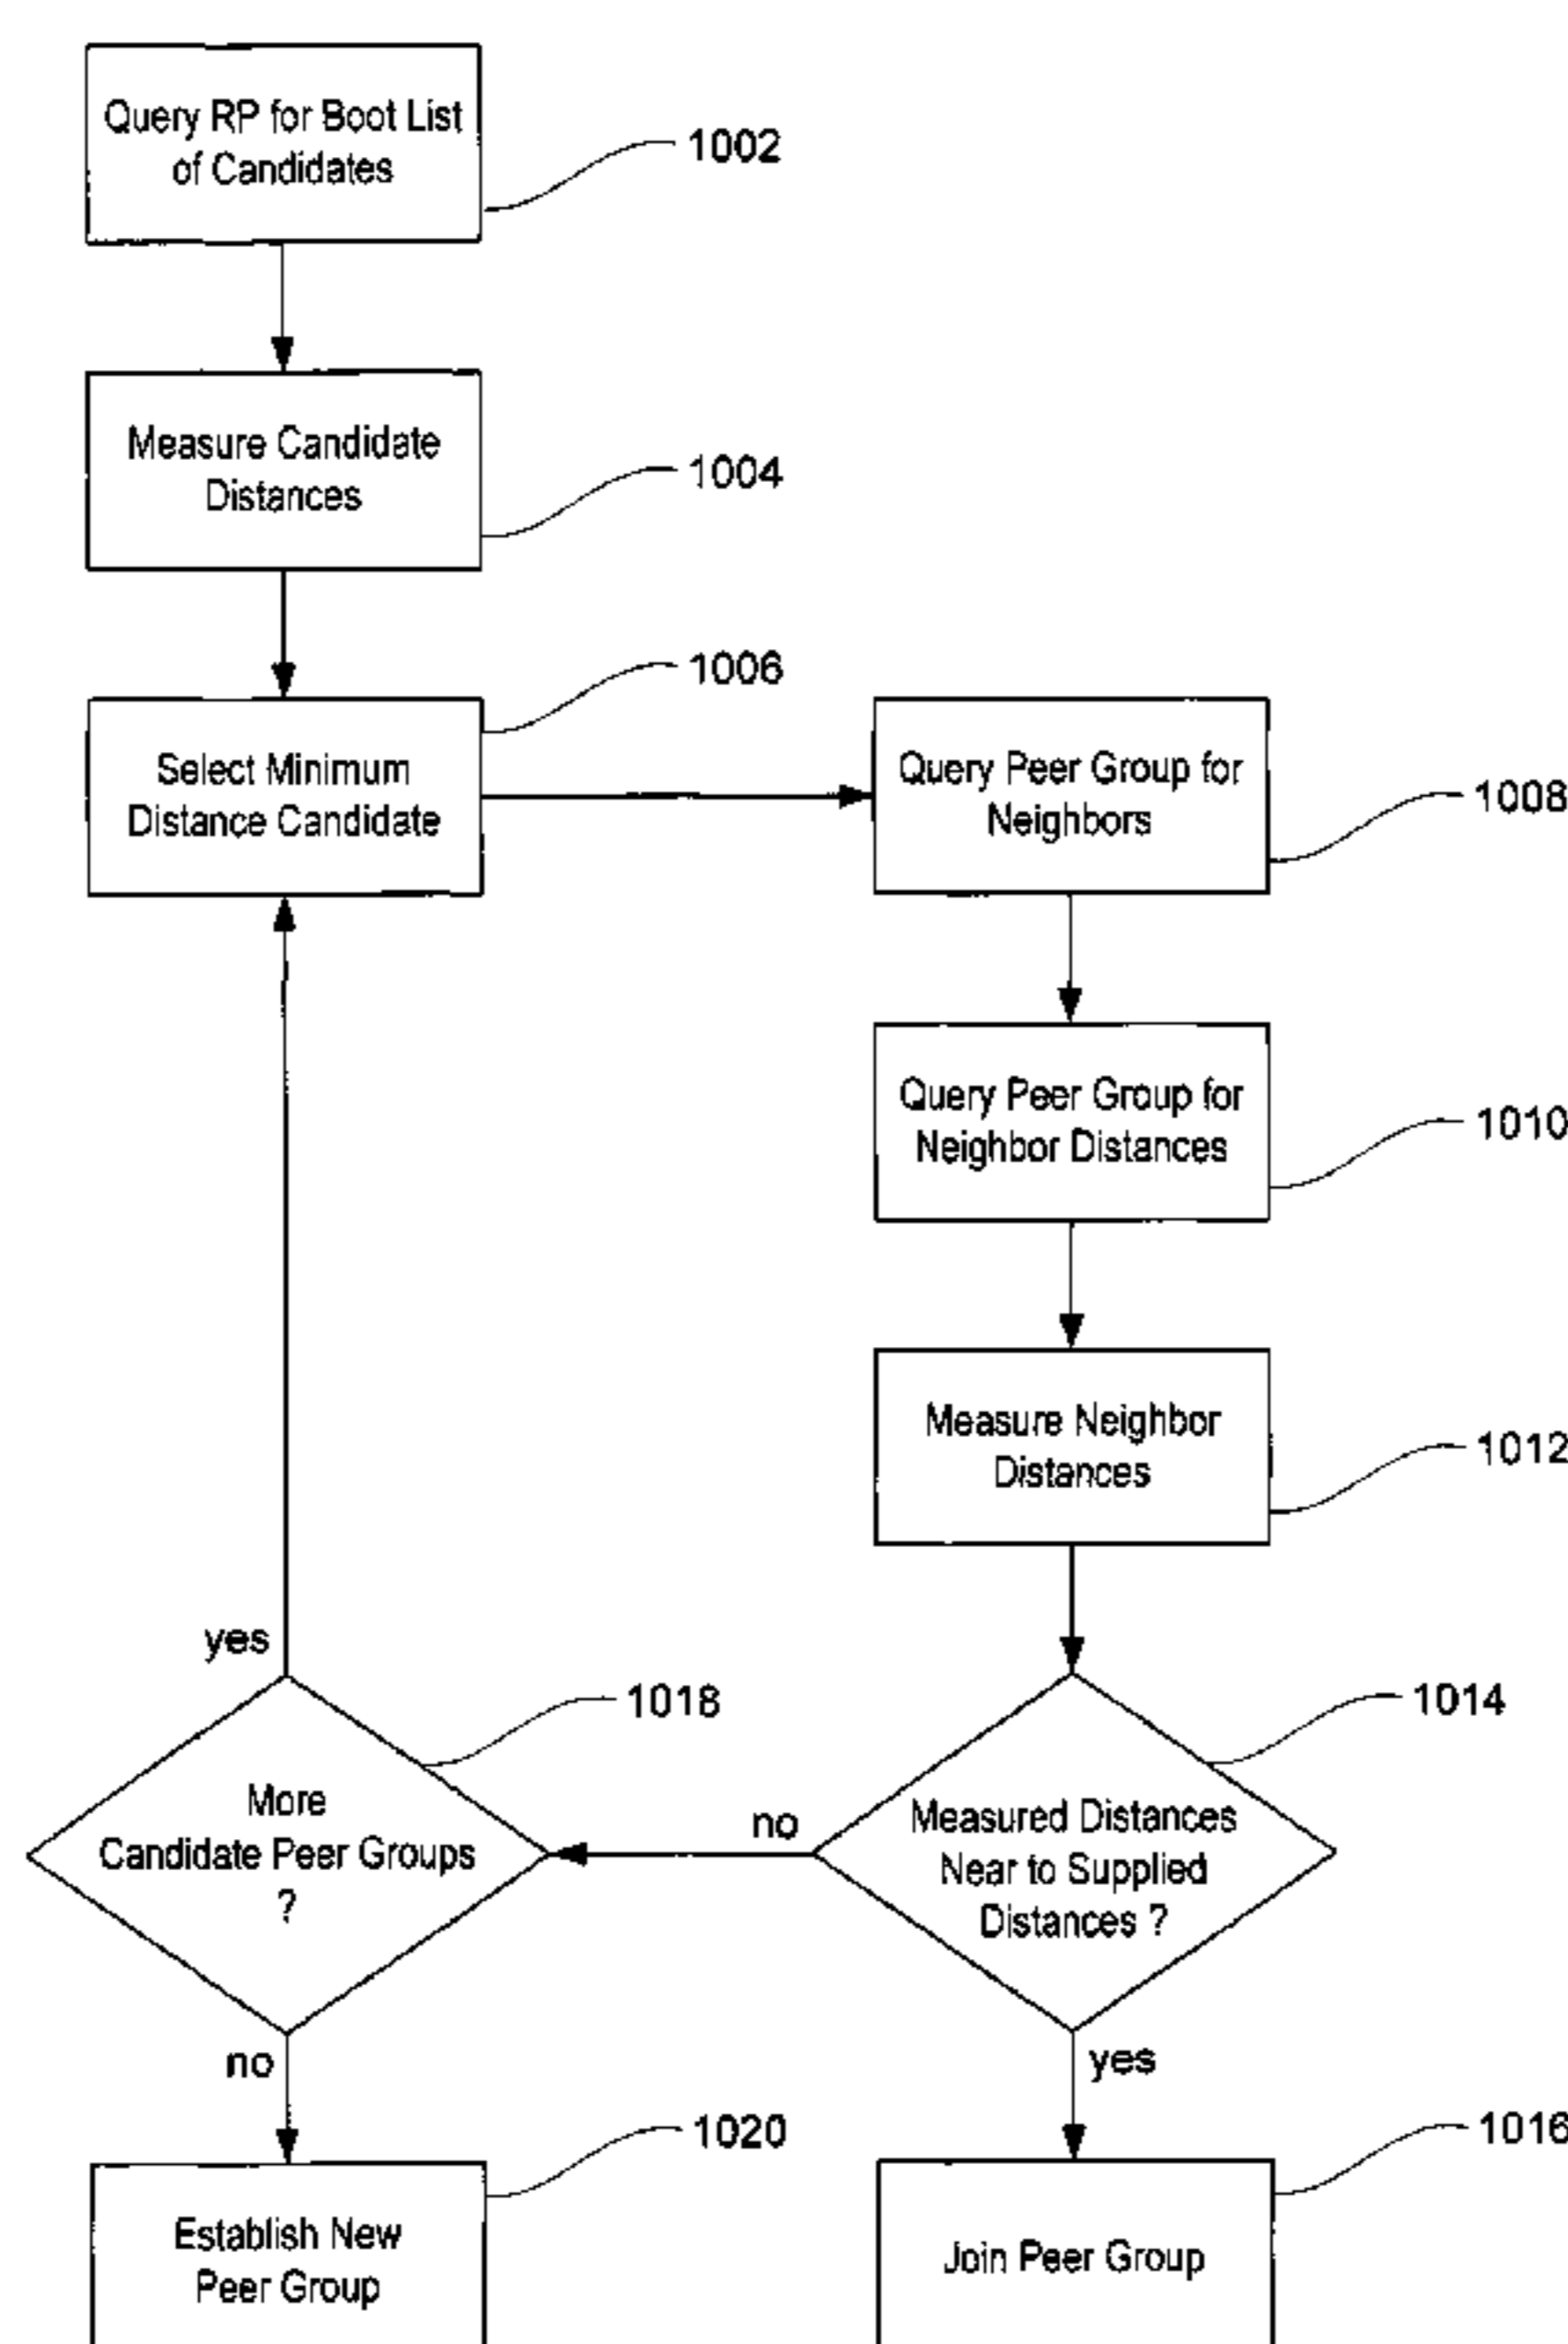 Query RP for Boot List
of Candidates
1002
Measure Candidate
Distances
1004
1006
Select Minimum
Distance Candidate
Query Peer Group for
Neighbors
1008
Query Peer Group for
Neighbor Distances
1010
Measure Neighbor
Distances
1012
yes
1018
More
Candidate Peer Groups
?
no
1014
Measured Distances
Near to Supplied
Distances ?
no
yes
1020
Establish New
Peer Group
1016
Join Peer Group